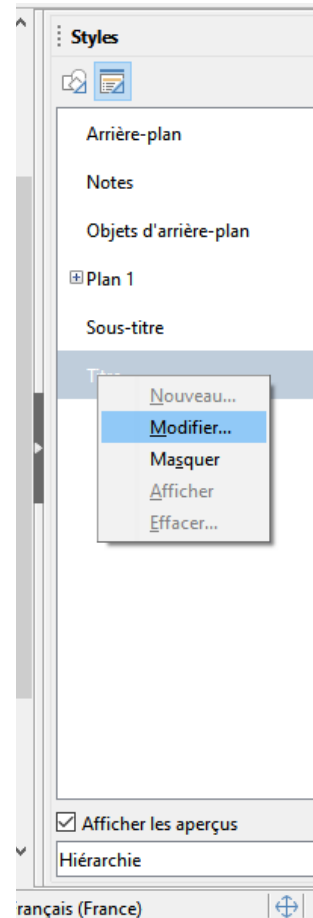 Styles
Arrière-plan
Notes
Objets d'arrière-plan
Plan 1
Sous-titre
Titre
Nouveau...
Modifier...
Masquer
Afficher
Effacer...
Afficher les aperçus
Hiérarchie
rançais (France)